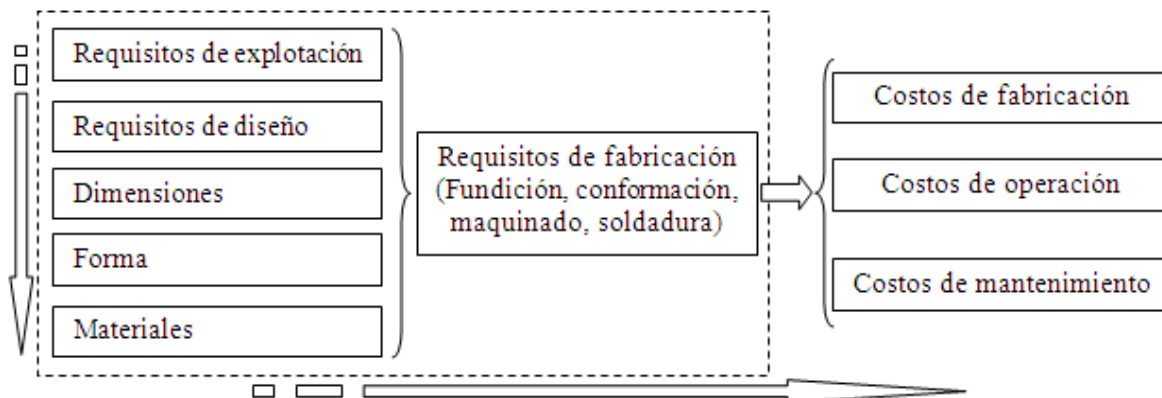 Requisitos de explotación
Requisitos de diseño
Dimensiones
Forma
Materiales
Requisitos de fabricación
(Fundición, conformación,
maquinado, soldadura)
Costos de fabricación
Costos de operación
Costos de mantenimiento